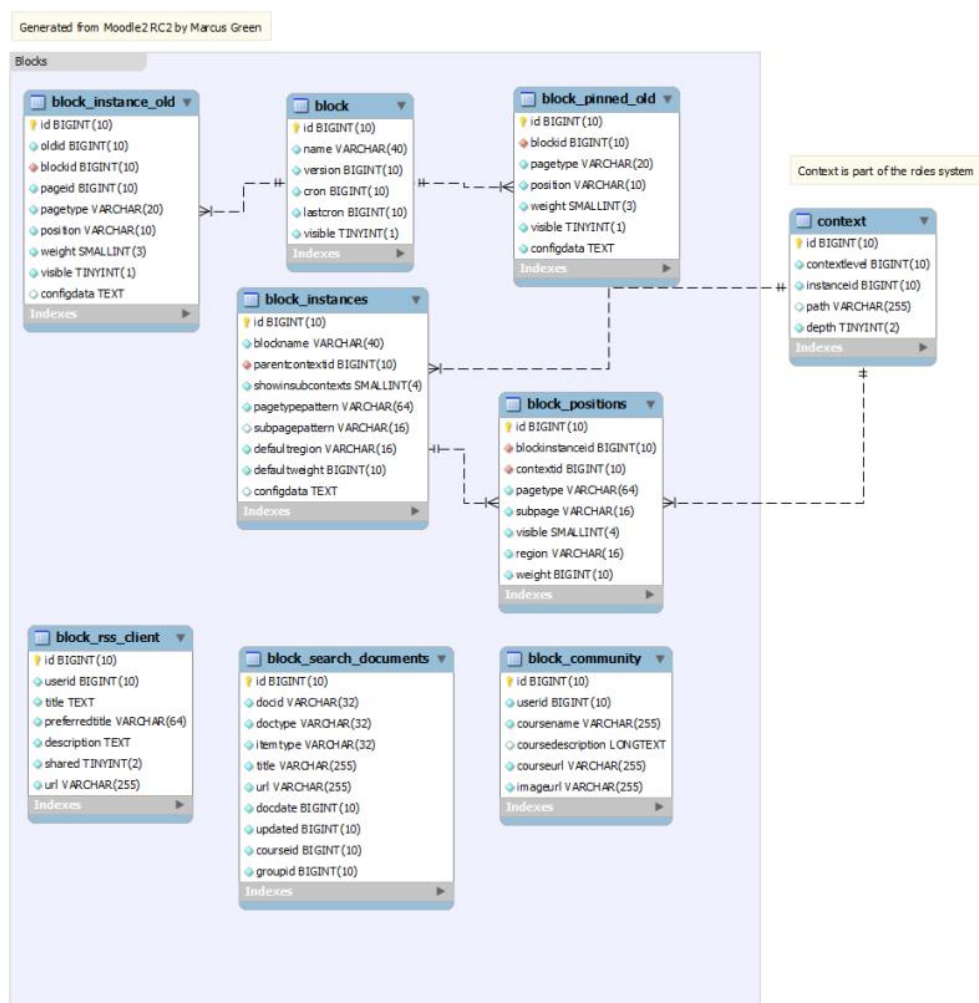 Generated from Moodle2 RC2 by Marcus Green
Blocks
block_instance_old
id BIGINT(10)
oldid BIGINT(10)
blockid BIGINT(10)
pageid BIGINT(10)
pagetype VARCHAR(20)
position VARCHAR(10)
weight SMALLINT(3)
visible TINYINT(1)
configdata TEXT
Indexes
block
id BIGINT(10)
name VARCHAR(40)
version BIGINT(10)
cron BIGINT(10)
lastcron BIGINT(10)
visible TINYINT(1)
Indexes
block_pinned_old
id BIGINT(10)
blockid BIGINT(10)
pagetype VARCHAR(20)
position VARCHAR(10)
weight SMALLINT(3)
visible TINYINT(1)
configdata TEXT
Indexes
Context is part of the roles system
context
id BIGINT(10)
contextlevel BIGINT(10)
instanceid BIGINT(10)
path VARCHAR(255)
depth TINYINT(2)
Indexes
block_instances
id BIGINT(10)
blockname VARCHAR(40)
parentcontextid BIGINT(10)
showinsubcontexts SMALLINT(4)
pagetypepattern VARCHAR(64)
subpagepattern VARCHAR(16)
defaultregion VARCHAR(16)
defaultweight BIGINT(10)
configdata TEXT
Indexes
block_positions
id BIGINT(10)
blockinstanceid BIGINT(10)
contextid BIGINT(10)
pagetype VARCHAR(64)
subpage VARCHAR(16)
visible SMALLINT(4)
region VARCHAR(16)
weight BIGINT(10)
Indexes
block_rss_client
id BIGINT(10)
userid BIGINT(10)
title TEXT
preferredtitle VARCHAR(64)
description TEXT
shared TINYINT(2)
url VARCHAR(255)
Indexes
block_search_documents
id BIGINT(10)
docid VARCHAR(32)
doctype VARCHAR(32)
itemtype VARCHAR(32)
title VARCHAR(255)
url VARCHAR(255)
docdate BIGINT(10)
updated BIGINT(10)
courseid BIGINT(10)
groupid BIGINT(10)
Indexes
block_community
id BIGINT(10)
userid BIGINT(10)
coursename VARCHAR(255)
coursedescription LONGTEXT
courseurl VARCHAR(255)
imageurl VARCHAR(255)
Indexes